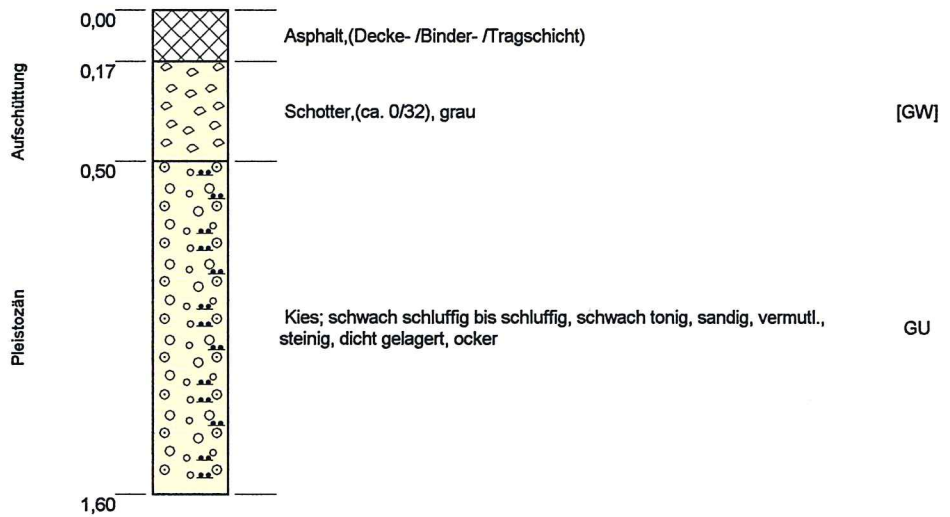 0,00
Asphalt,(Decke- /Binder- /Tragschicht)
0,17
Aufschüttung
Schotter,(ca. 0/32), grau
[GW]
0,50
Pleistozän
Kies; schwach schluffig bis schluffig, schwach tonig, sandig, vermutl.,
steinig, dicht gelagert, ocker
GU
1,60